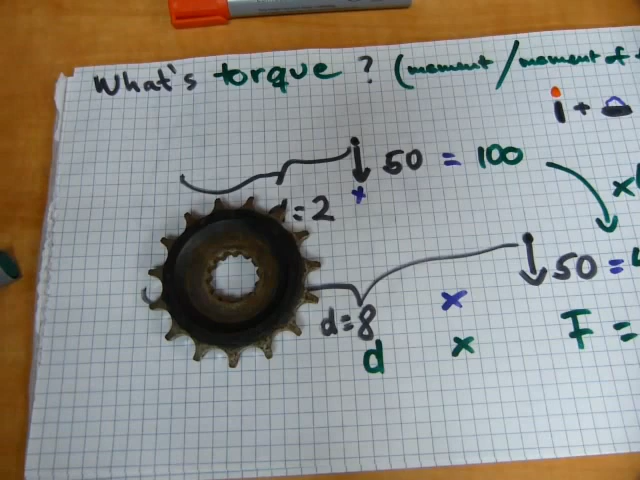 What's torque ? (moment / moment of
i +
50 = 100
d = 2 x
x
50 =
d = 8 x
d x F =